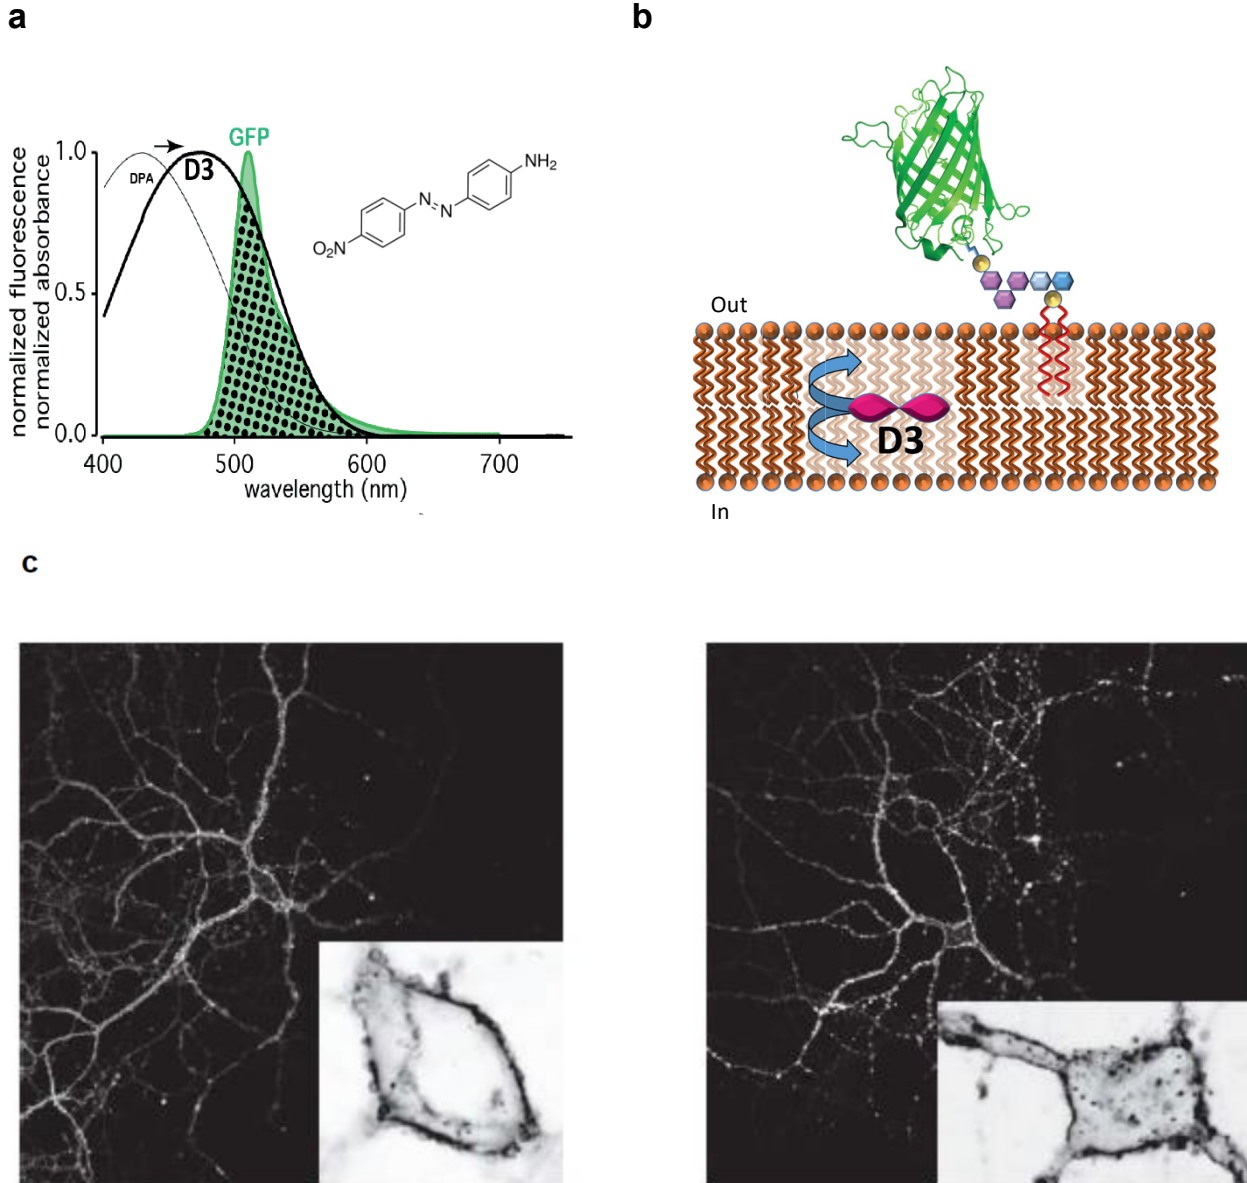 a
b
GFP
1.0
DPA
D3
0.5
0.0
normalized fluorescence
normalized absorbance
400
500
600
700
wavelength (nm)
NH2
N
N
O2N
Out
D3
In
c